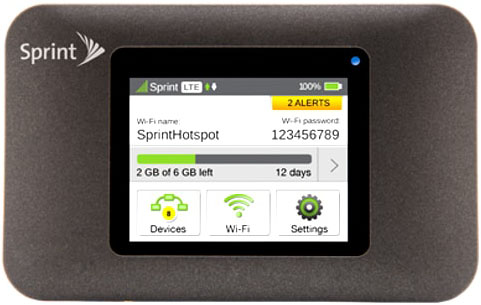 Sprint
Sprint LTE 100%
2 ALERTS
Wi-Fi name: Wi-Fi password:
SprintHotspot 123456789
2 GB of 6 GB left 12 days
8
Devices Wi-Fi Settings